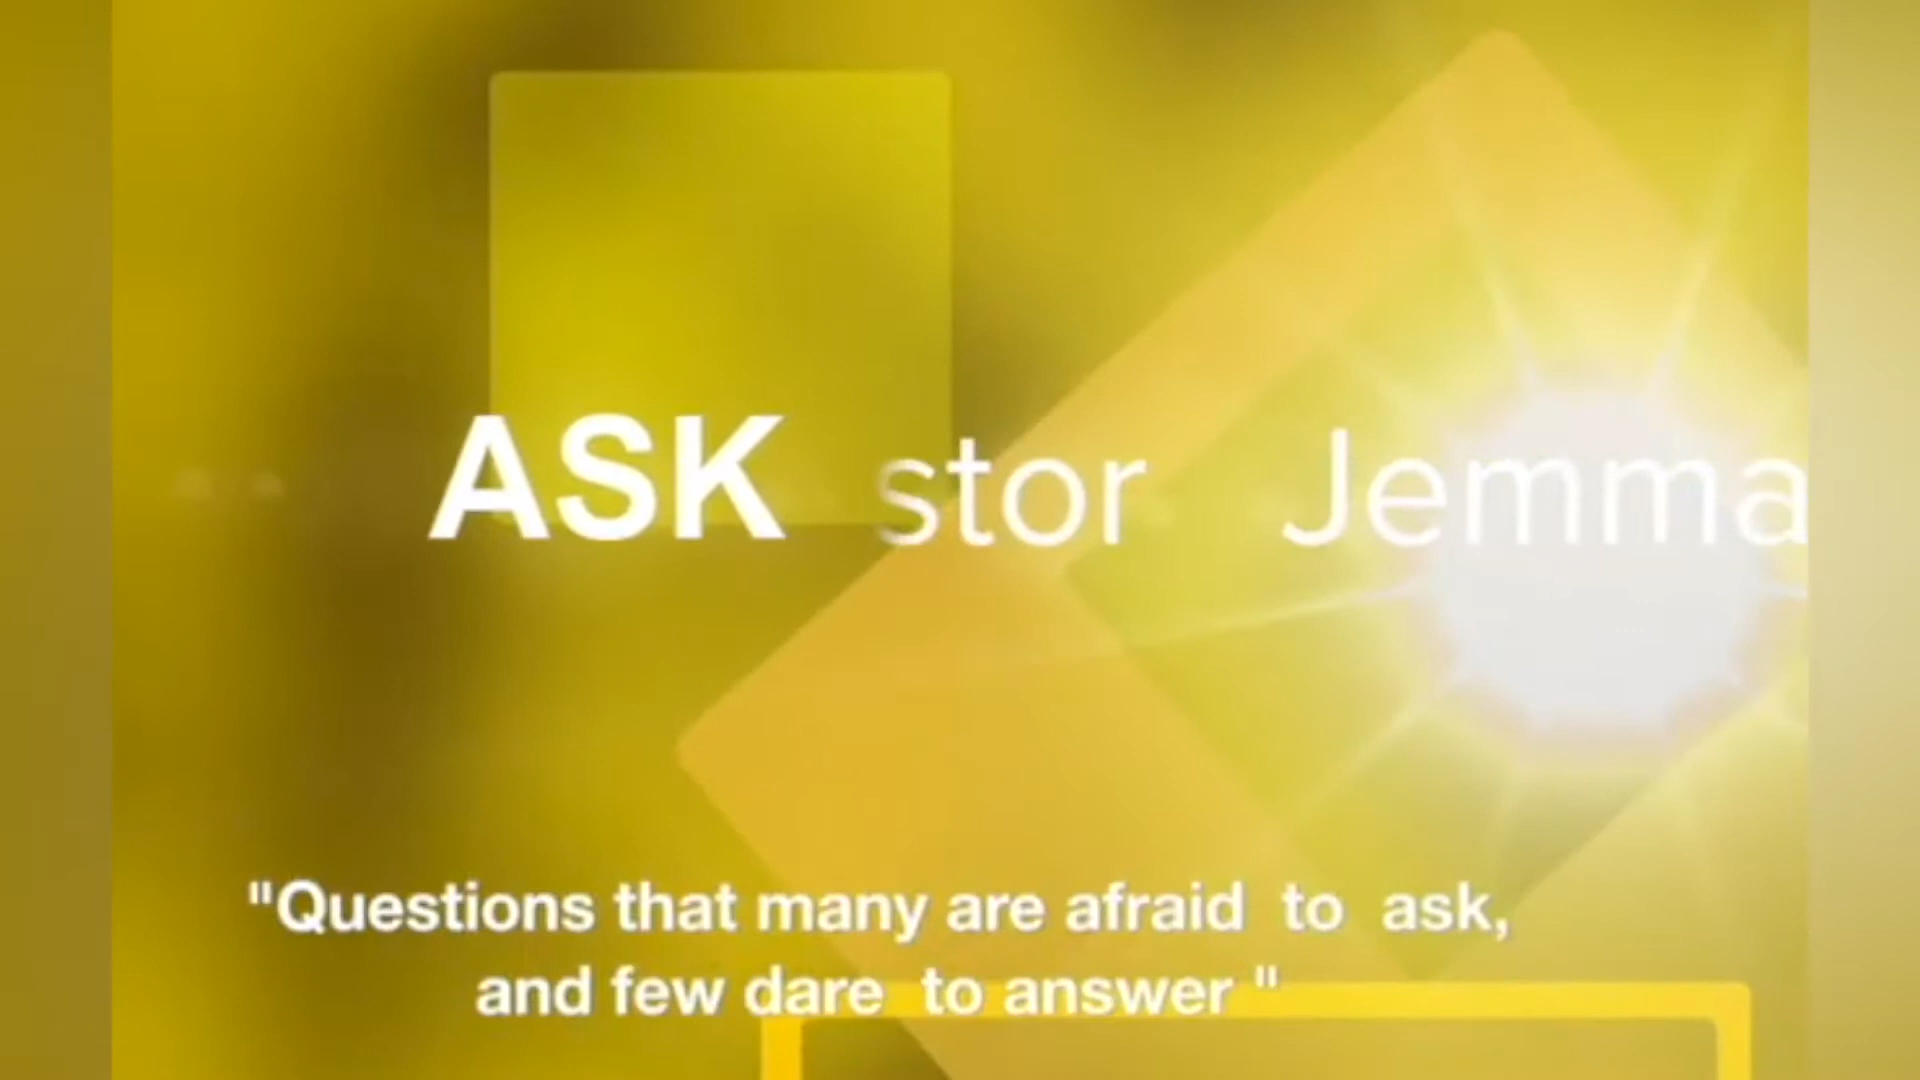 ASK stor Jemma
"Questions that many are afraid to ask,
and few dare to answer "